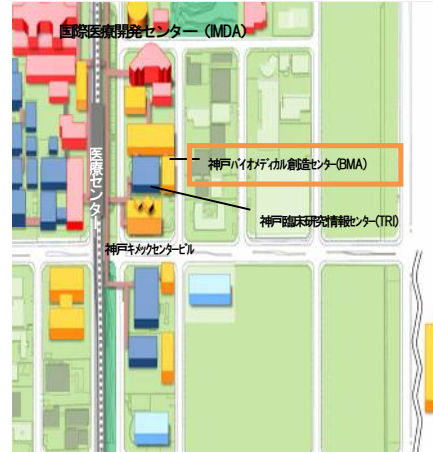 国際医療開発センター（IMDA）
神戸バイオメディカル創造センター(BMA)
医療センター
神戸臨床研究情報センター(TRI)
神戸キメックセンタービル